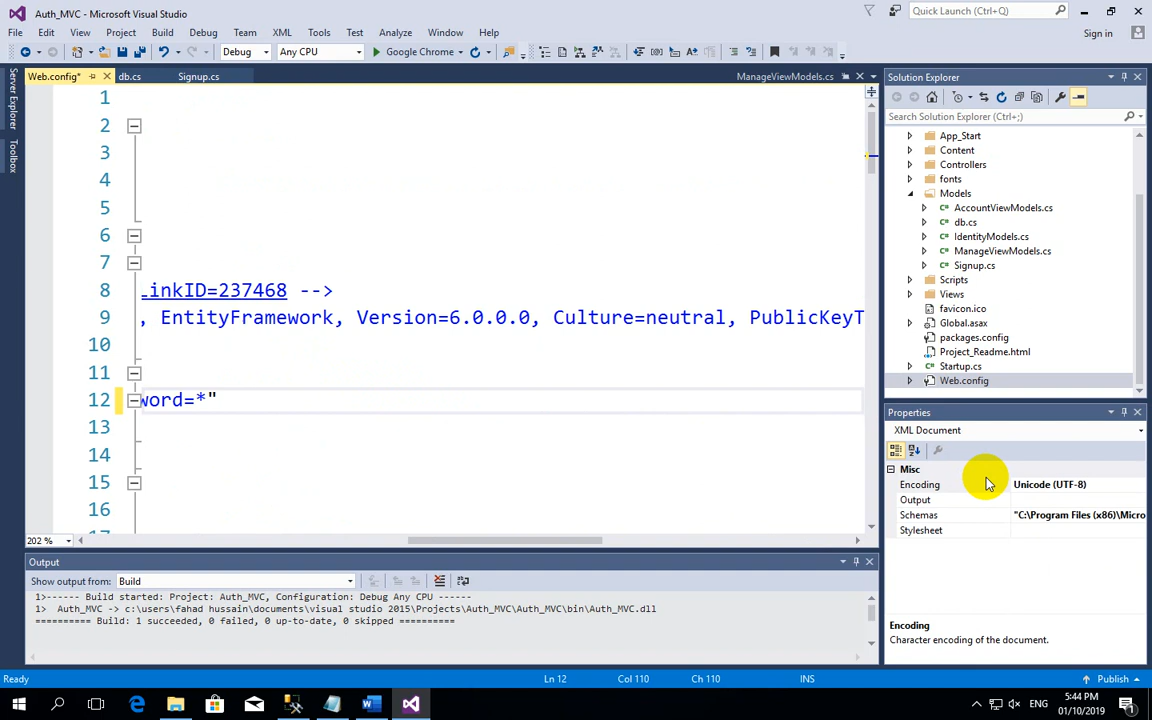 Auth_MVC - Microsoft Visual Studio
Quick Launch (Ctrl+Q)
File Edit View Project Build Debug Team XML Tools Test Analyze Window Help
Sign in
Debug Any CPU Google Chrome
Server Explorer
Toolbox
Web.config* db.cs Signup.cs ManageViewModels.cs
1
2
3
4
5
6
7
8 LinkID=237468 -->
9 , EntityFramework, Version=6.0.0.0, Culture=neutral, PublicKeyT
10
11
12 word=*"
13
14
15
16
17
202 %
Solution Explorer
Search Solution Explorer (Ctrl+;)
App_Start
Content
Controllers
fonts
Models
AccountViewModels.cs
db.cs
IdentityModels.cs
ManageViewModels.cs
Signup.cs
Scripts
Views
favicon.ico
Global.asax
packages.config
Project_Readme.html
Startup.cs
Web.config
Properties
XML Document
Misc
Encoding Unicode (UTF-8)
Output
Schemas "C:\Program Files (x86)\Micro
Stylesheet
Encoding
Character encoding of the document.
Output
Show output from: Build
1>------ Build started: Project: Auth_MVC, Configuration: Debug Any CPU ------
1> Auth_MVC -> c:\users\fahad hussain\documents\visual studio 2015\Projects\Auth_MVC\Auth_MVC\bin\Auth_MVC.dll
========== Build: 1 succeeded, 0 failed, 0 up-to-date, 0 skipped ==========
Ready Ln 12 Col 110 Ch 110 INS Publish
ENG
5:44 PM
01/10/2019
1